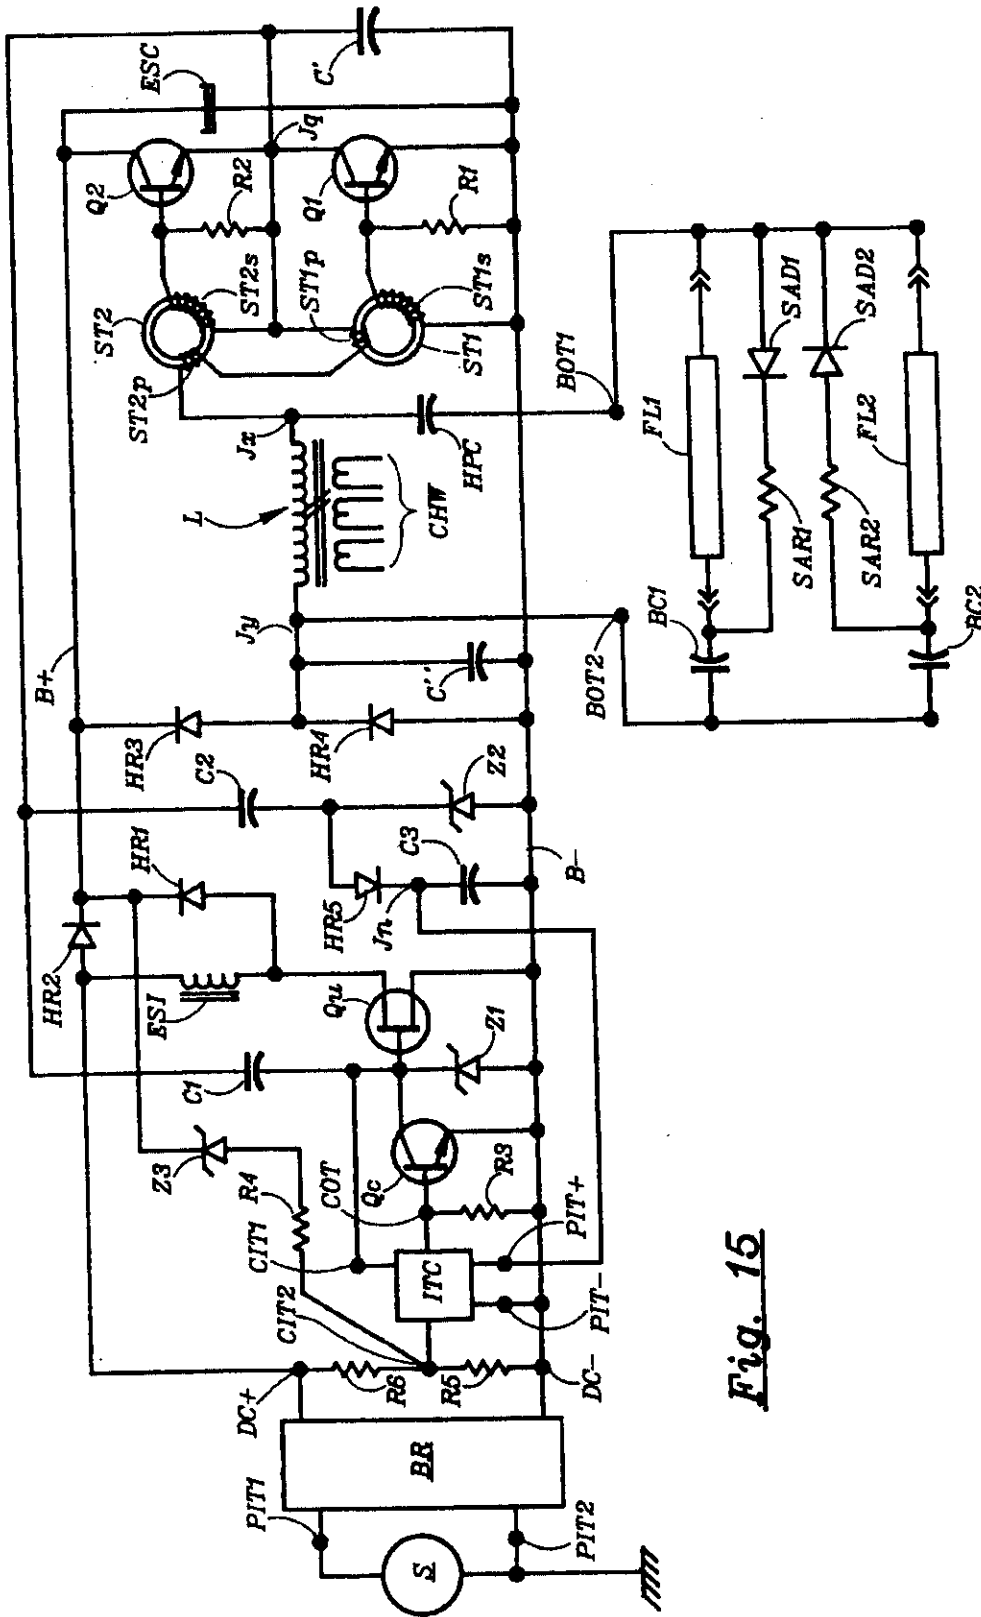 B+
ESC
C'
Q2
R2
Jq
Q1
R1
ST2
ST2s
ST1p
ST1s
ST1
ST2p
Jx
L
CHW
HPC
BOT1
Jy
C''
BOT2
HR3
HR4
C2
Z2
HR1
HR5
C3
Jn
B–
HR2
ESI
Qu
Z1
C1
Z3
R4
COT
Qc
R3
CIT1
CIT2
ITC
PIT+
PIT–
DC+
R6
R5
DC–
PIT1
BR
PIT2
S
FL1
SAD1
SAD2
FL2
SAR1
SAR2
BC1
BC2
Fig. 15